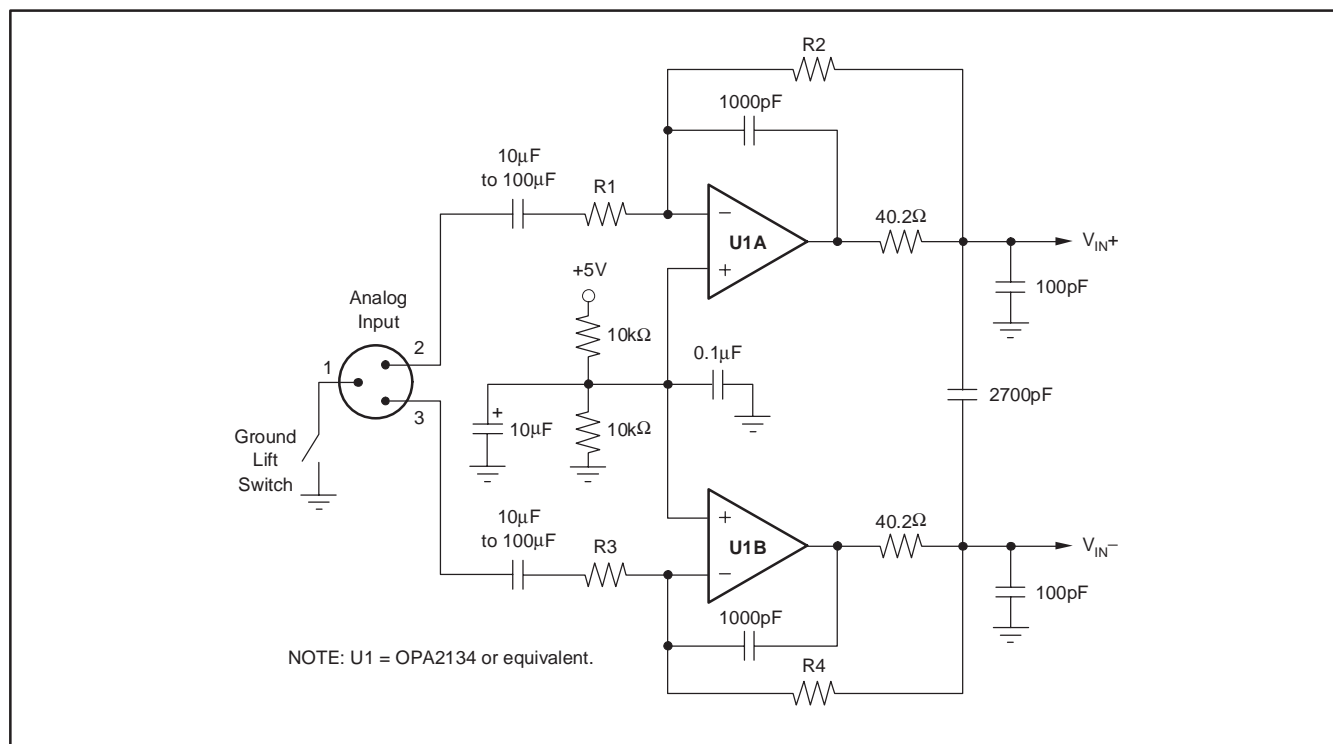 R2
1000pF
10μF
to 100μF
R1
40.2Ω
−
U1A
+
V_IN+
+5V
100pF
Analog
Input
10kΩ
0.1μF
2
1
3
+
10μF
10kΩ
2700pF
Ground
Lift
Switch
10μF
to 100μF
R3
+
U1B
−
40.2Ω
V_IN−
100pF
1000pF
NOTE: U1 = OPA2134 or equivalent.
R4